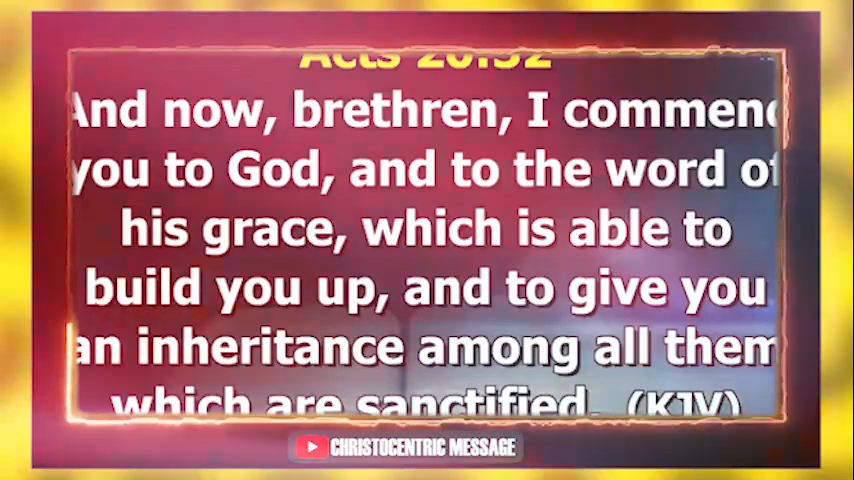 Acts 20:32
And now, brethren, I commend
you to God, and to the word of
his grace, which is able to
build you up, and to give you
an inheritance among all them
which are sanctified. (KJV)
CHRISTOCENTRIC MESSAGE